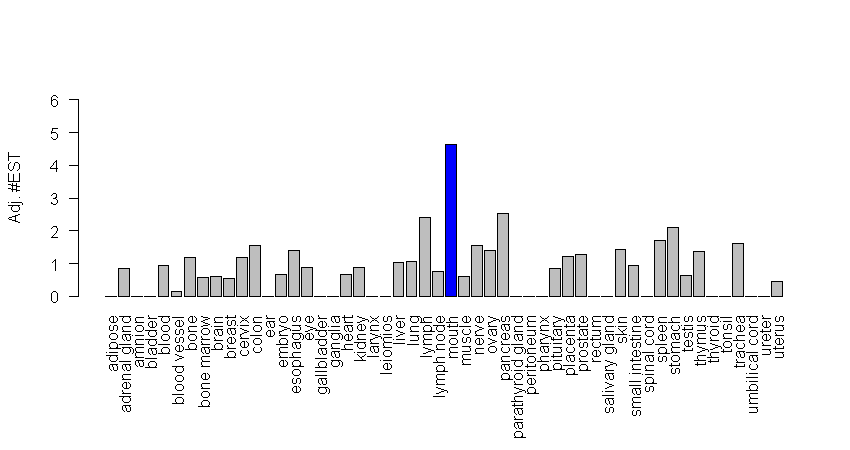 Adj. #EST
6
5
4
3
2
1
0
adipose
adrenal gland
amnion
bladder
blood
blood vessel
bone
bone marrow
brain
breast
cervix
colon
ear
embryo
esophagus
eye
gallbladder
ganglia
heart
kidney
larynx
leiomios
liver
lung
lymph
lymph node
mouth
muscle
nerve
ovary
pancreas
parathyroid gland
peritoneum
pharynx
pituitary
placenta
prostate
rectum
salivary gland
skin
small intestine
spinal cord
spleen
stomach
testis
thymus
thyroid
tonsil
trachea
umbilical cord
ureter
uterus